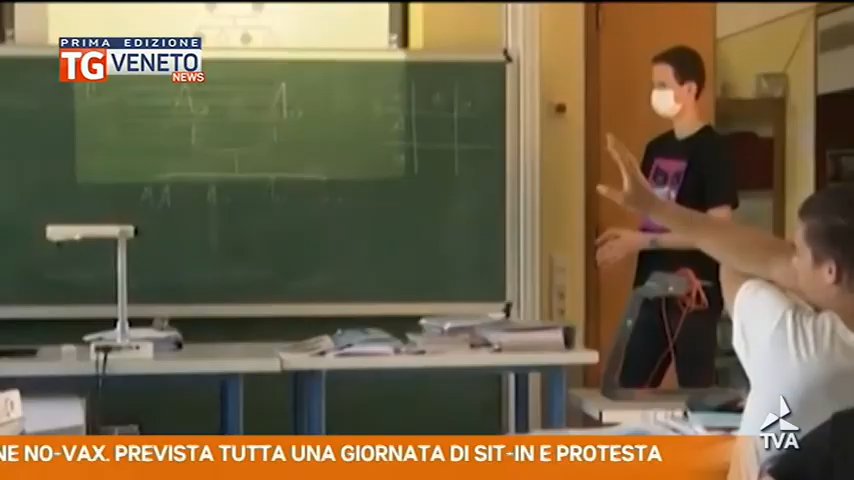 PRIMA EDIZIONE
TG VENETO
NEWS
TVA
NE NO-VAX. PREVISTA TUTTA UNA GIORNATA DI SIT-IN E PROTESTA